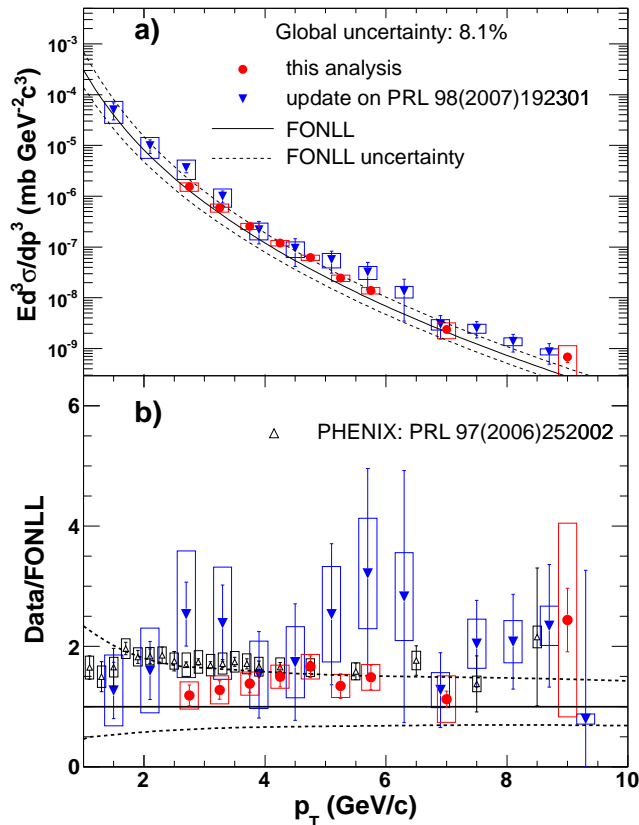 a)
Global uncertainty: 8.1%
this analysis
update on PRL 98(2007)192301
FONLL
FONLL uncertainty
Ed³σ/dp³ (mb GeV⁻²c³)
10⁻³
10⁻⁴
10⁻⁵
10⁻⁶
10⁻⁷
10⁻⁸
10⁻⁹
b)
PHENIX: PRL 97(2006)252002
Data/FONLL
6
4
2
0
2 4 6 8 10
p_T (GeV/c)